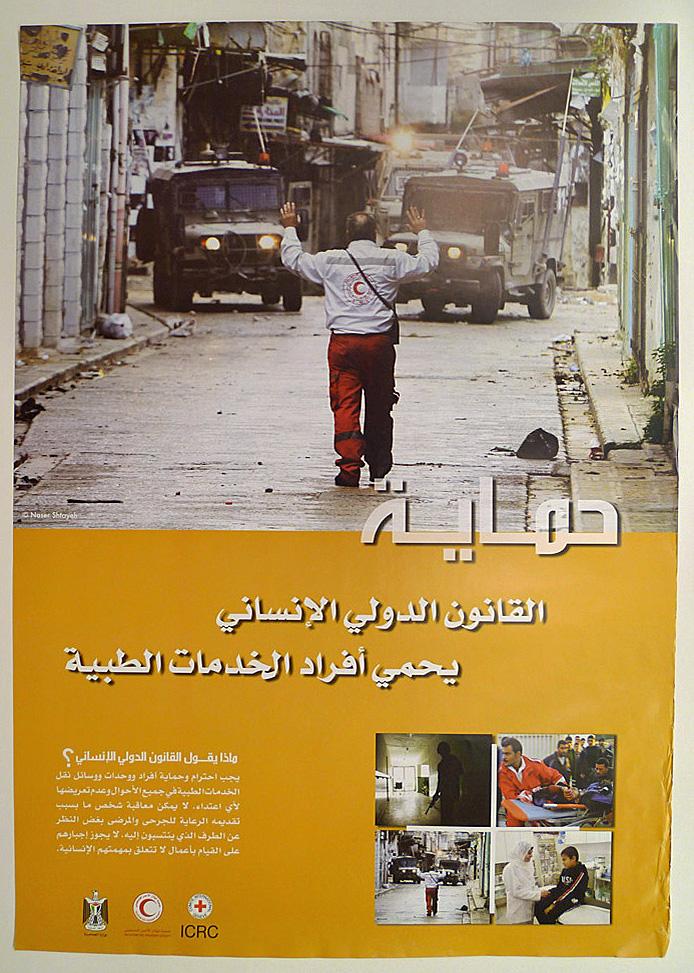 © Naser Shtayeh
حماية
القانون الدولي الإنساني
يحمي أفراد الخدمات الطبية
ماذا يقول القانون الدولي الإنساني؟
يجب احترام وحماية أفراد ووحدات ووسائل نقل
الخدمات الطبية في جميع الأحوال وعدم تعريضها
لأي اعتداء. لا يمكن معاقبة شخص ما بسبب
تقديمه الرعاية للجرحى والمرضى بغض النظر
عن الطرف الذي ينتسبون إليه. لا يجوز إجبارهم
على القيام بأعمال لا تتعلق بمهمتهم الإنسانية.
ICRC